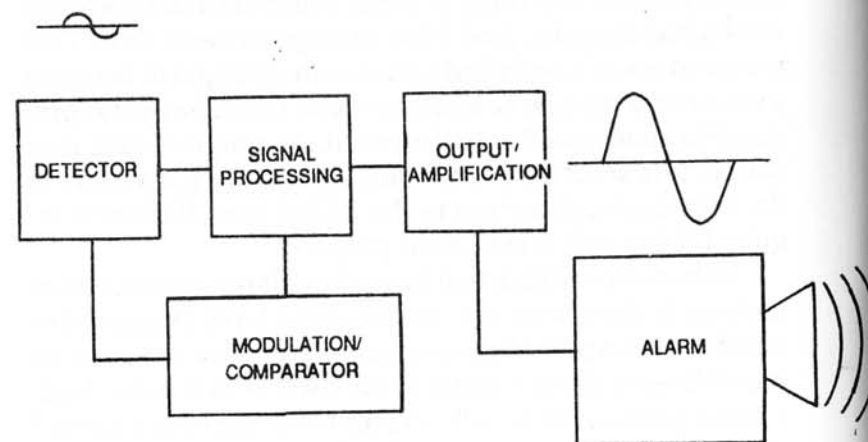 DETECTOR
SIGNAL
PROCESSING
OUTPUT/
AMPLIFICATION
MODULATION/
COMPARATOR
ALARM